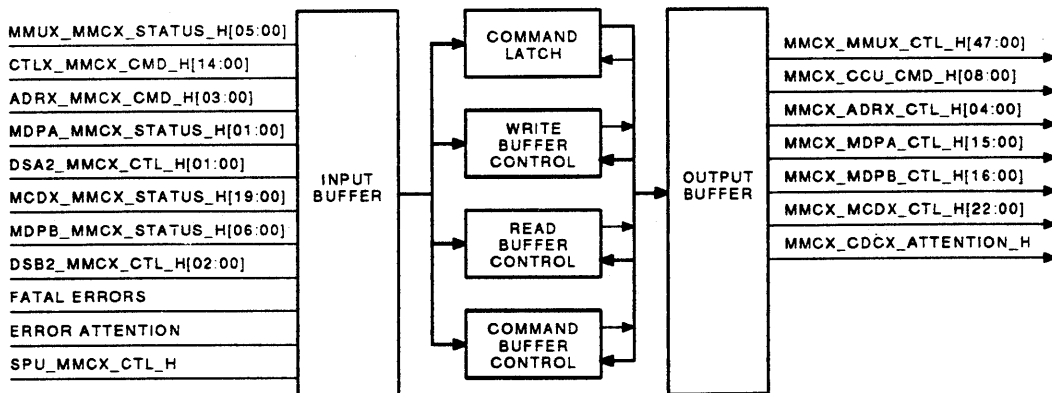 MMUX_MMCX_STATUS_H[05:00]
CTLX_MMCX_CMD_H[14:00]
ADRX_MMCX_CMD_H[03:00]
MDPA_MMCX_STATUS_H[01:00]
DSA2_MMCX_CTL_H[01:00]
MCDX_MMCX_STATUS_H[19:00]
MDPB_MMCX_STATUS_H[06:00]
DSB2_MMCX_CTL_H[02:00]
FATAL ERRORS
ERROR ATTENTION
SPU_MMCX_CTL_H
INPUT
BUFFER
COMMAND
LATCH
WRITE
BUFFER
CONTROL
READ
BUFFER
CONTROL
COMMAND
BUFFER
CONTROL
OUTPUT
BUFFER
MMCX_MMUX_CTL_H[47:00]
MMCX_CCU_CMD_H[08:00]
MMCX_ADRX_CTL_H[04:00]
MMCX_MDPA_CTL_H[15:00]
MMCX_MDPB_CTL_H[16:00]
MMCX_MCDX_CTL_H[22:00]
MMCX_CDCX_ATTENTION_H